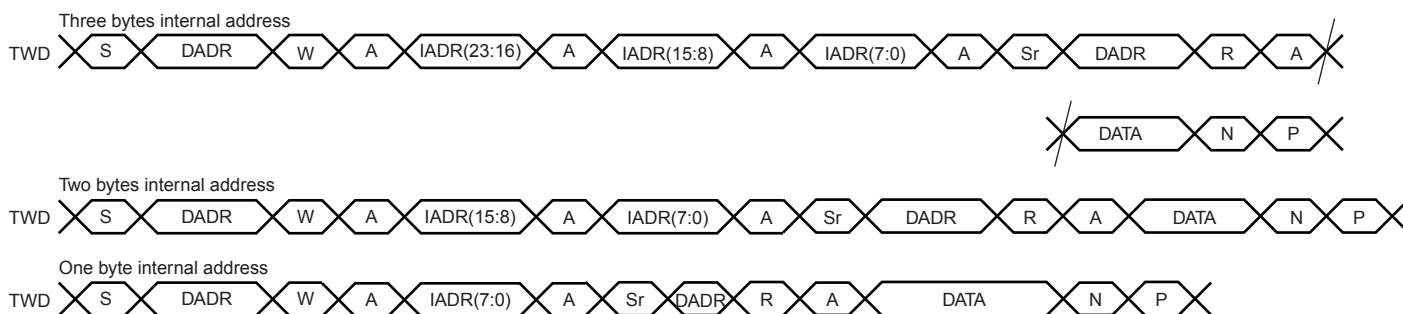 Three bytes internal address
TWD S DADR W A IADR(23:16) A IADR(15:8) A IADR(7:0) A Sr DADR R A
DATA N P
Two bytes internal address
TWD S DADR W A IADR(15:8) A IADR(7:0) A Sr DADR R A DATA N P
One byte internal address
TWD S DADR W A IADR(7:0) A Sr DADR R A DATA N P